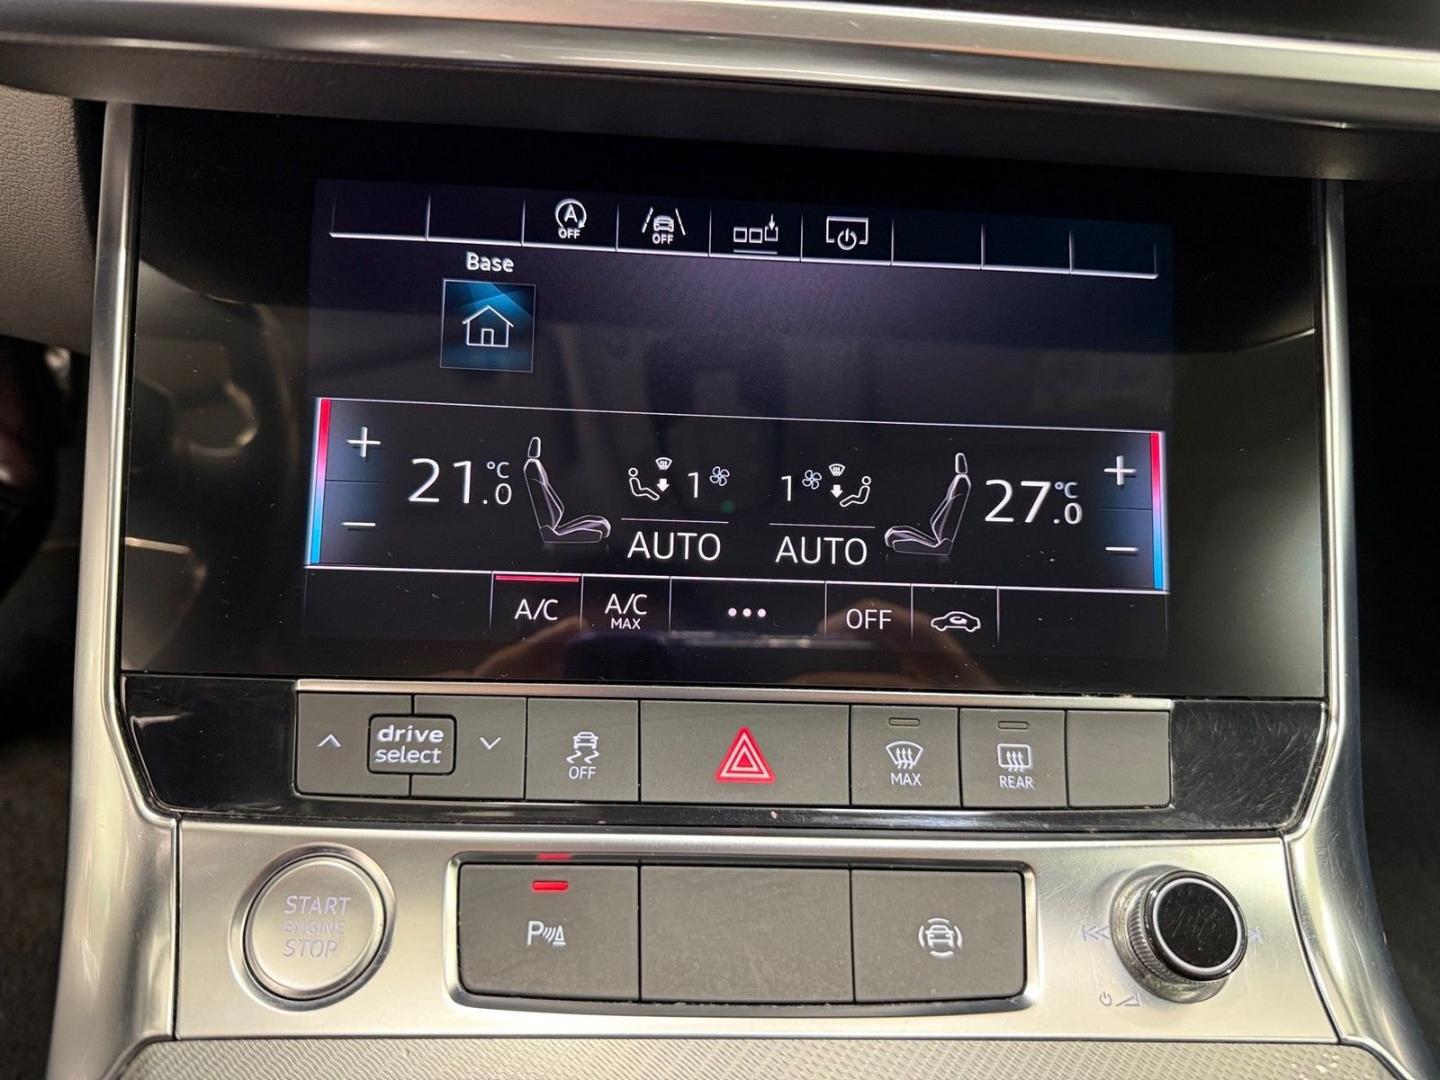 A
OFF
OFF
Base
21.0 °C
1
1
27.0 °C
AUTO
AUTO
A/C
A/C
MAX
OFF
drive
select
OFF
MAX
REAR
START
ENGINE
STOP
P